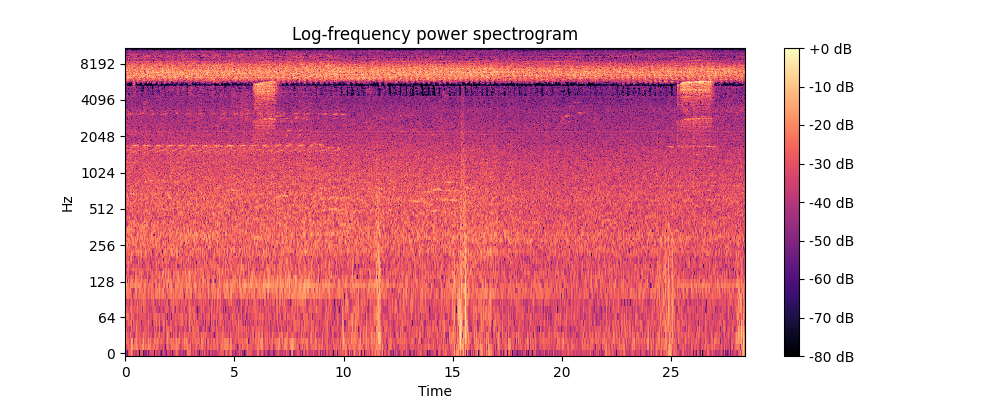 Log-frequency power spectrogram
Hz
8192
4096
2048
1024
512
256
128
64
0
0 5 10 15 20 25
Time
+0 dB
-10 dB
-20 dB
-30 dB
-40 dB
-50 dB
-60 dB
-70 dB
-80 dB